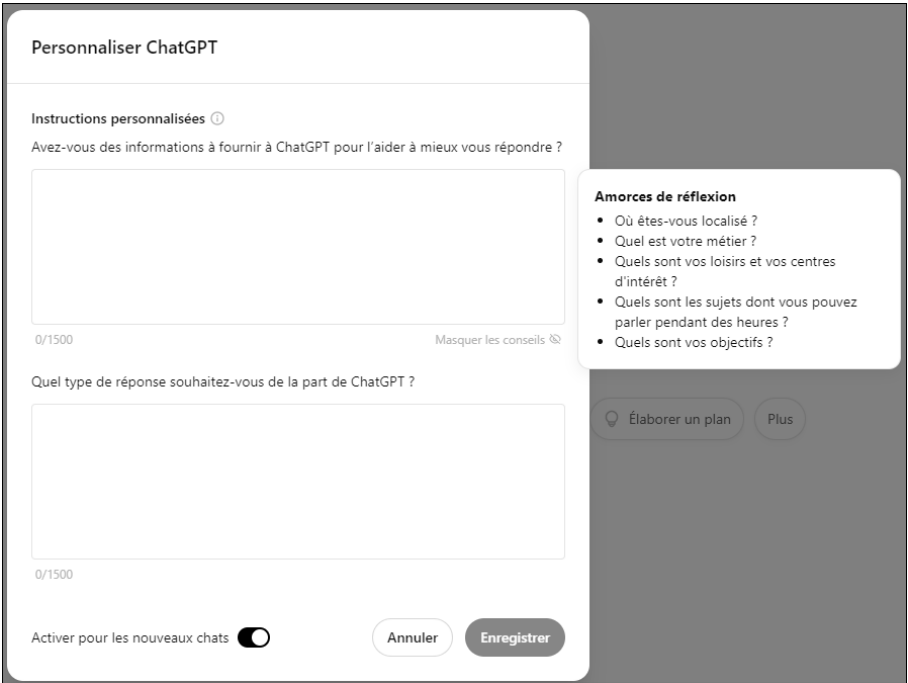 Personnaliser ChatGPT
Instructions personnalisées
Avez-vous des informations à fournir à ChatGPT pour l'aider à mieux vous répondre ?
0/1500
Masquer les conseils
Amorces de réflexion
• Où êtes-vous localisé ?
• Quel est votre métier ?
• Quels sont vos loisirs et vos centres
d'intérêt ?
• Quels sont les sujets dont vous pouvez
parler pendant des heures ?
• Quels sont vos objectifs ?
Quel type de réponse souhaitez-vous de la part de ChatGPT ?
Élaborer un plan
Plus
0/1500
Activer pour les nouveaux chats
Annuler
Enregistrer